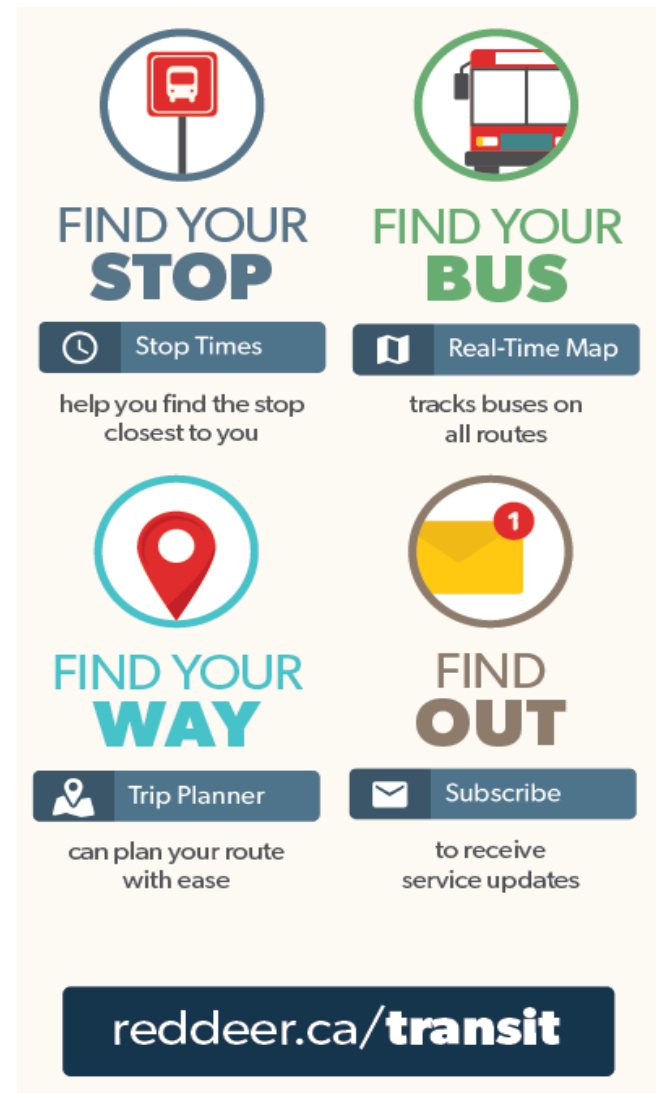 FIND YOUR
STOP
Stop Times
help you find the stop
closest to you
FIND YOUR
BUS
Real-Time Map
tracks buses on
all routes
FIND YOUR
WAY
Trip Planner
can plan your route
with ease
1
FIND
OUT
Subscribe
to receive
service updates
reddeer.ca/transit